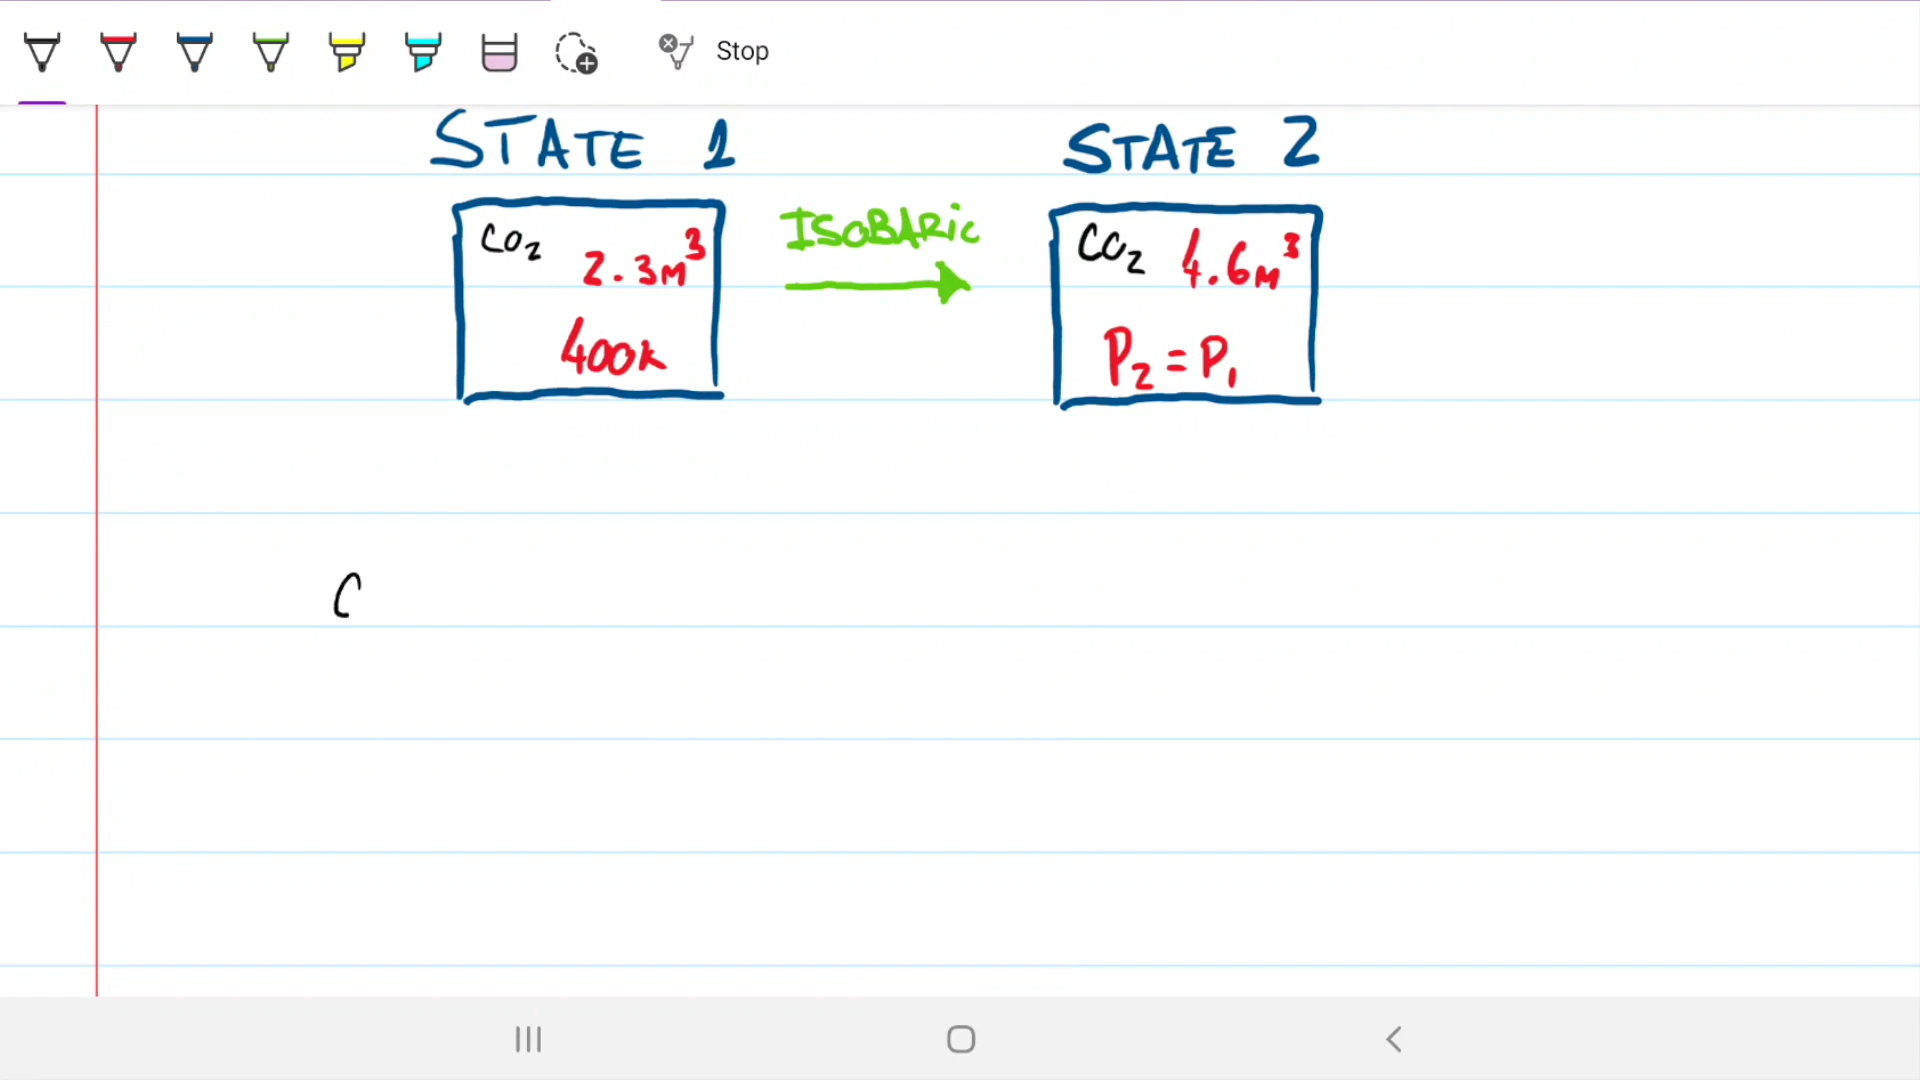 Stop
STATE 1
STATE 2
CO2 2.3m³
400K
ISOBARiC
CO2 4.6m³
P2 = P1
C